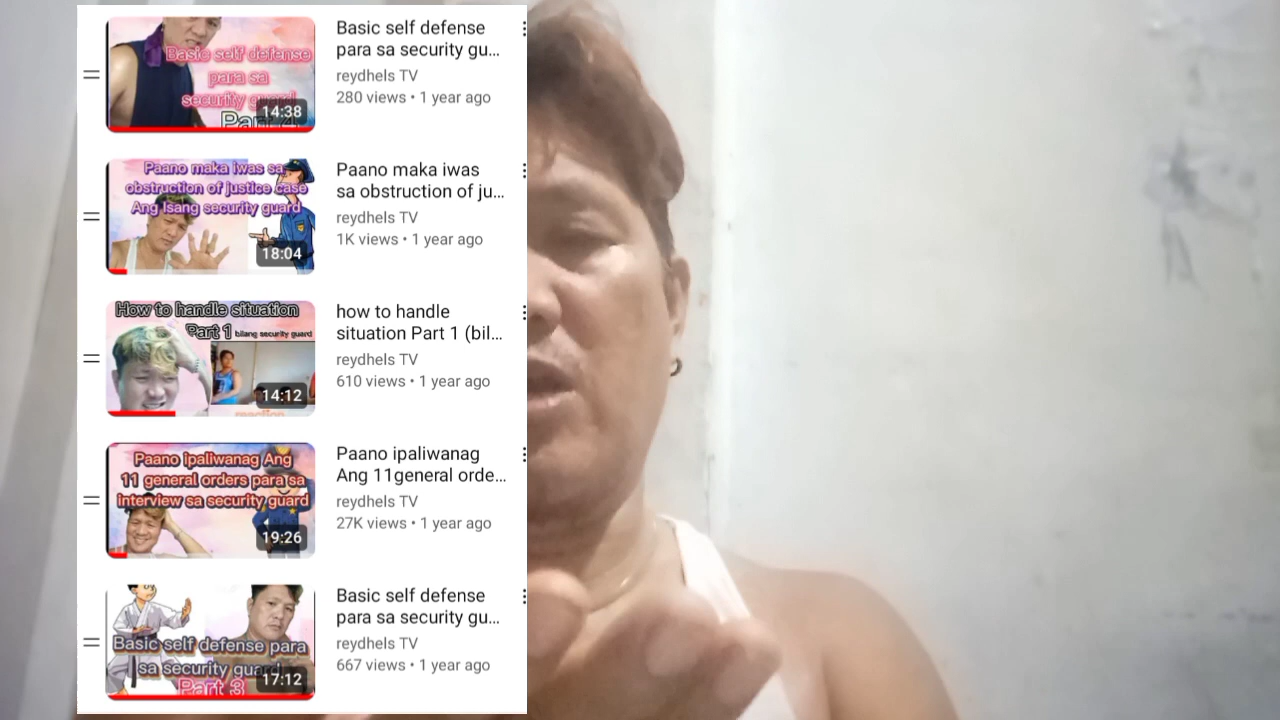 Basic self defense
para sa
security guard
Part 4
14:38
Basic self defense
para sa security gu...
reydhels TV
280 views • 1 year ago
Paano maka iwas sa
obstruction of justice case
Ang Isang security guard
18:04
Paano maka iwas
sa obstruction of ju...
reydhels TV
1K views • 1 year ago
How to handle situation
Part 1 bilang security guard
reaction
14:12
how to handle
situation Part 1 (bil...
reydhels TV
610 views • 1 year ago
Paano ipaliwanag Ang
11 general orders para sa
interview sa security guard
19:26
Paano ipaliwanag
Ang 11general orde...
reydhels TV
27K views • 1 year ago
Basic self defense para
sa security guard
Part 3
17:12
Basic self defense
para sa security gu...
reydhels TV
667 views • 1 year ago